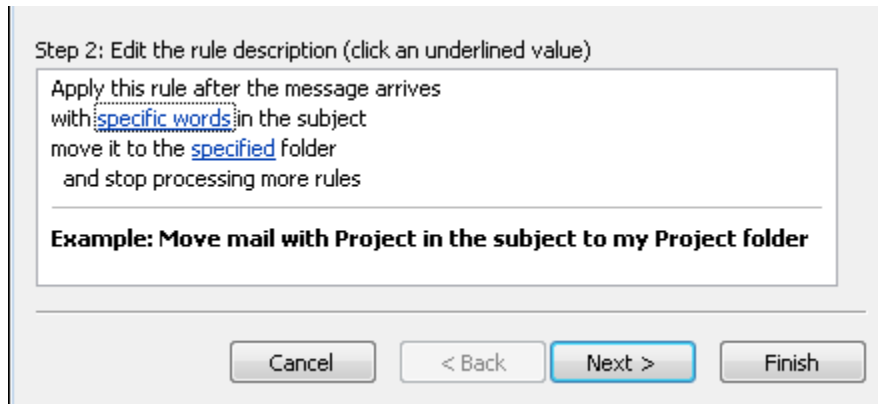 Step 2: Edit the rule description (click an underlined value)
Apply this rule after the message arrives
with specific words in the subject
move it to the specified folder
and stop processing more rules
Example: Move mail with Project in the subject to my Project folder
Cancel < Back Next > Finish